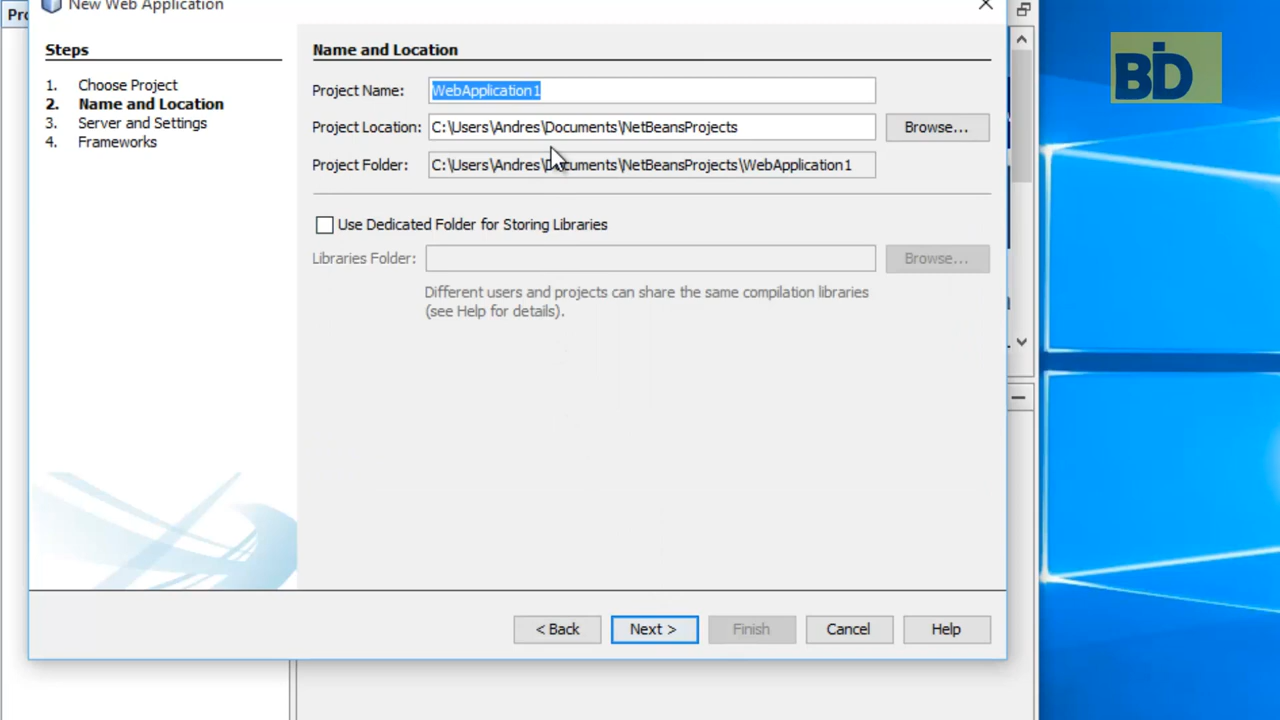 Pro
New Web Application
BID
Steps
1. Choose Project
2. Name and Location
3. Server and Settings
4. Frameworks
Name and Location
Project Name: WebApplication1
Project Location: C:\Users\Andres\Documents\NetBeansProjects Browse...
Project Folder: C:\Users\Andres\Documents\NetBeansProjects\WebApplication1
Use Dedicated Folder for Storing Libraries
Libraries Folder: Browse...
Different users and projects can share the same compilation libraries
(see Help for details).
< Back Next > Finish Cancel Help